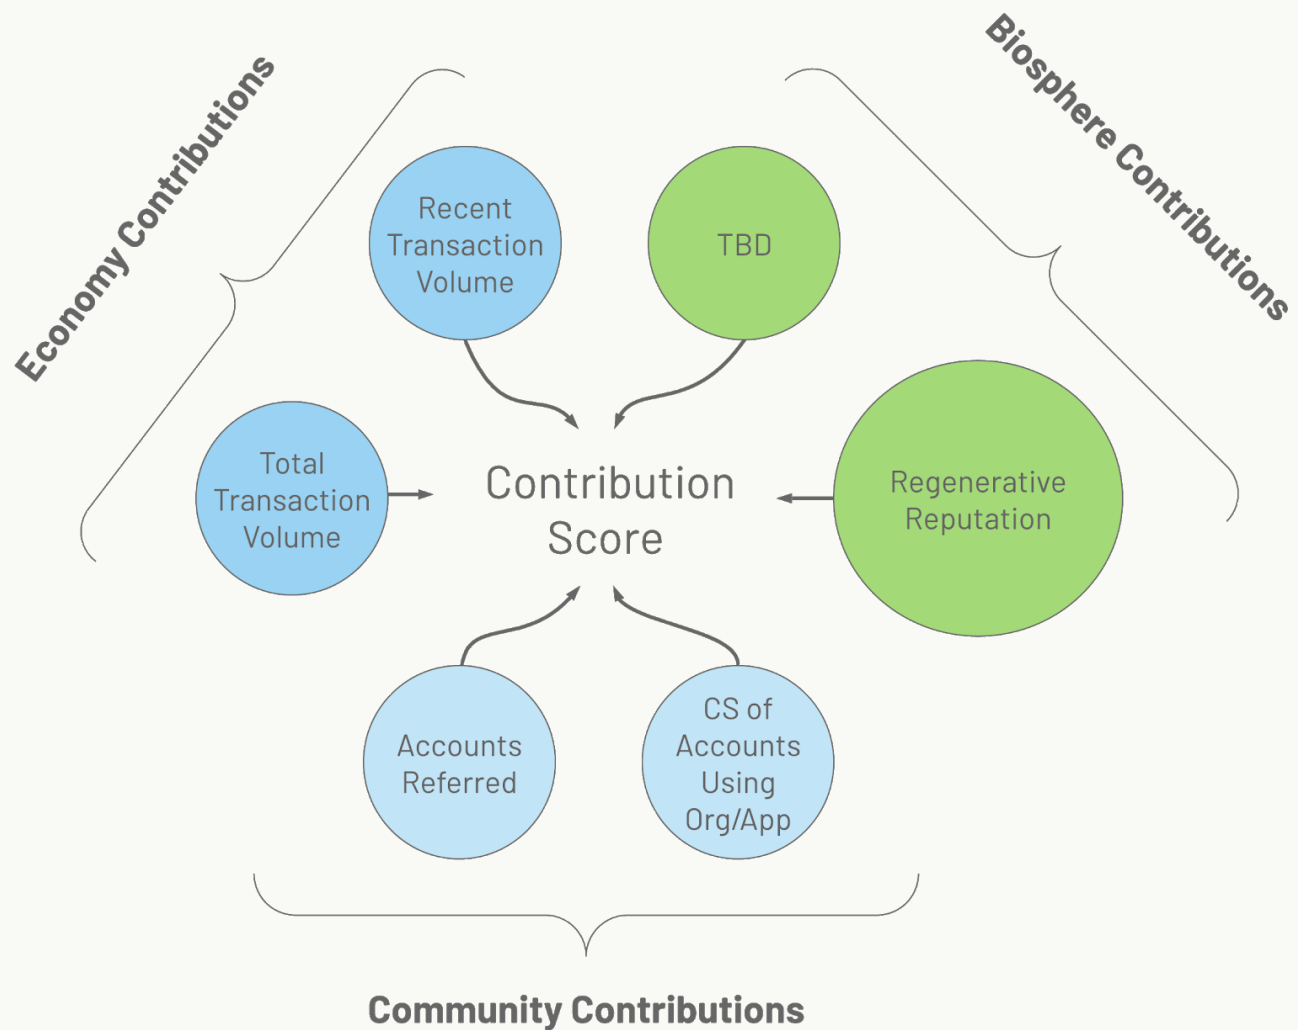 Economy Contributions
Biosphere Contributions
Recent
Transaction
Volume
TBD
Total
Transaction
Volume
Contribution
Score
Regenerative
Reputation
Accounts
Referred
CS of
Accounts
Using
Org/App
Community Contributions